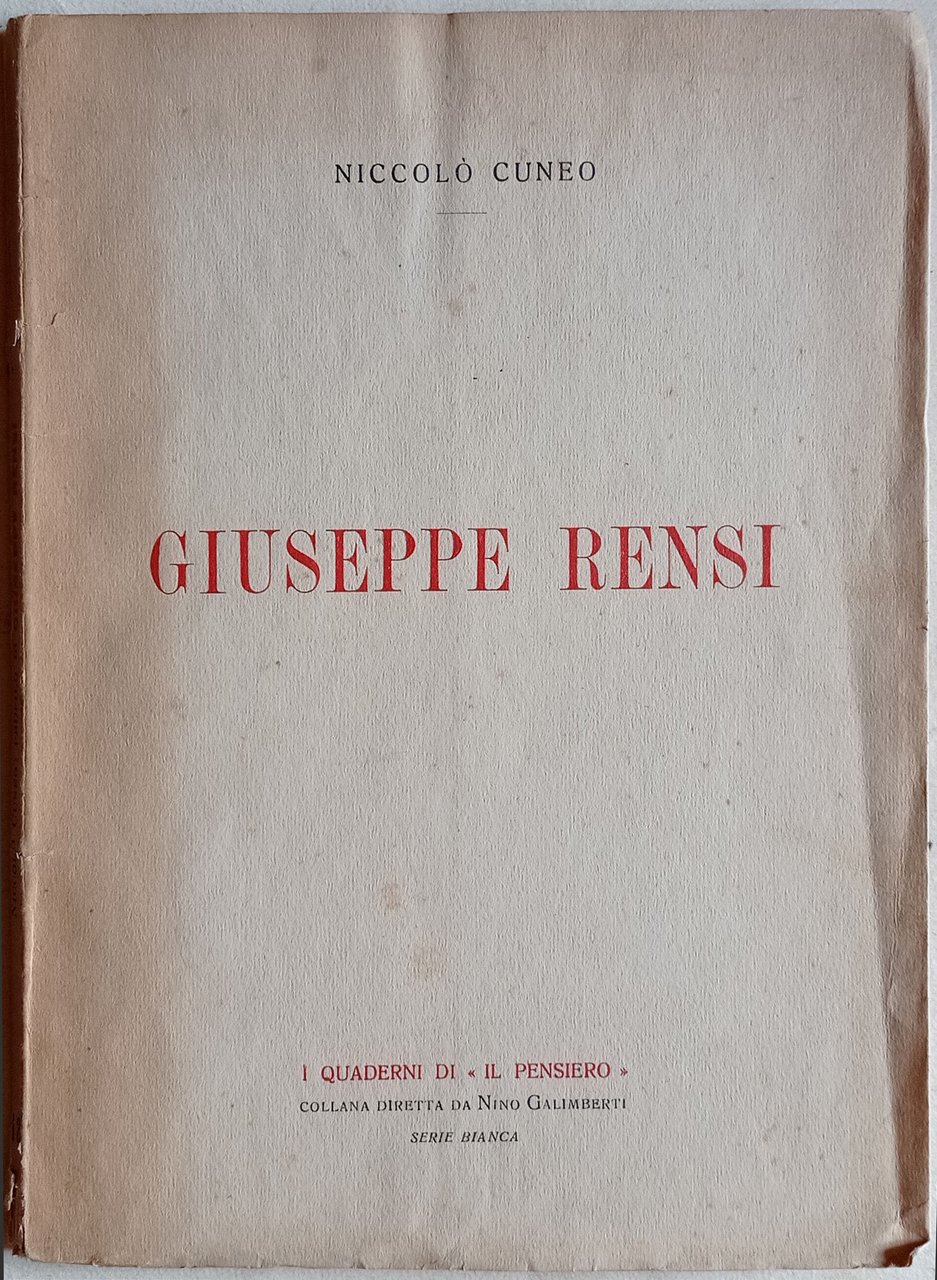 NICCOLÒ CUNEO
GIUSEPPE RENSI
I QUADERNI DI « IL PENSIERO »
COLLANA DIRETTA DA NINO GALIMBERTI
SERIE BIANCA